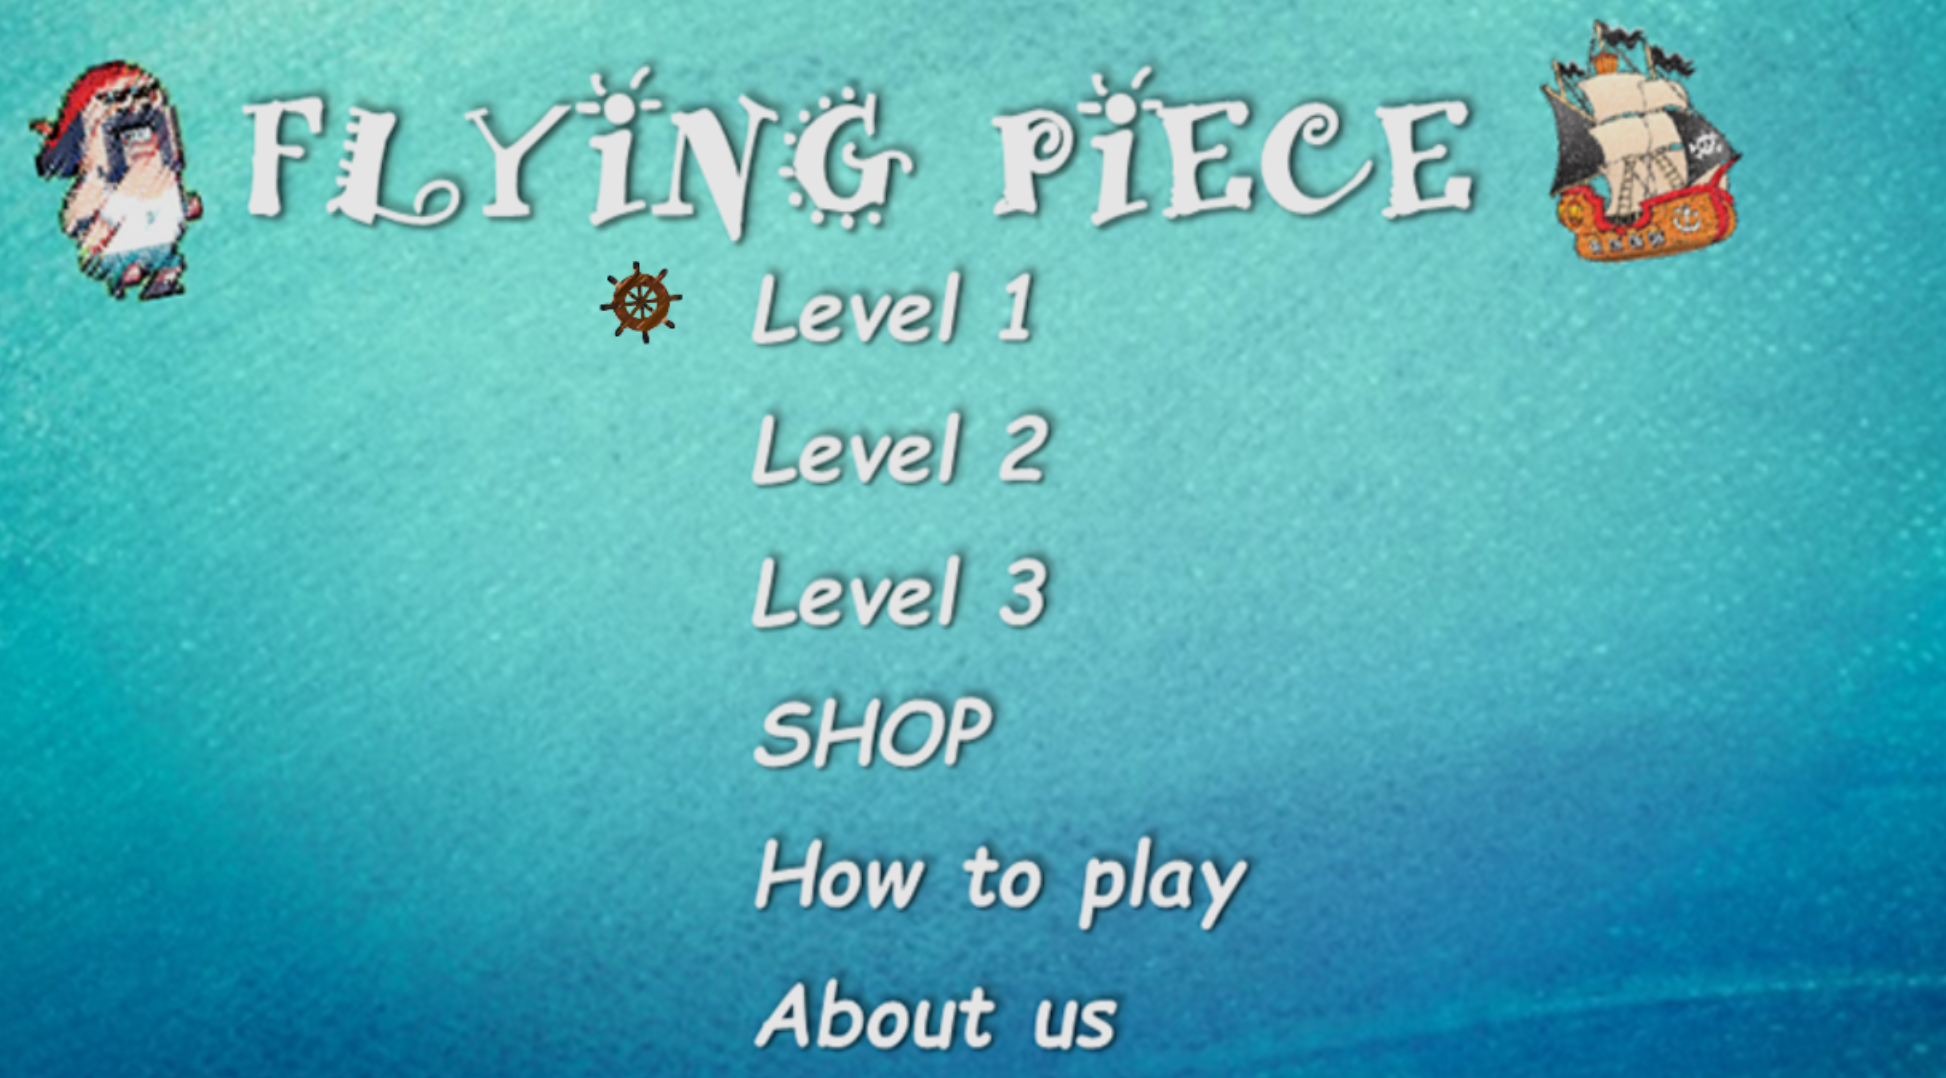 FLYiNG PiECE
Level 1
Level 2
Level 3
SHOP
How to play
About us